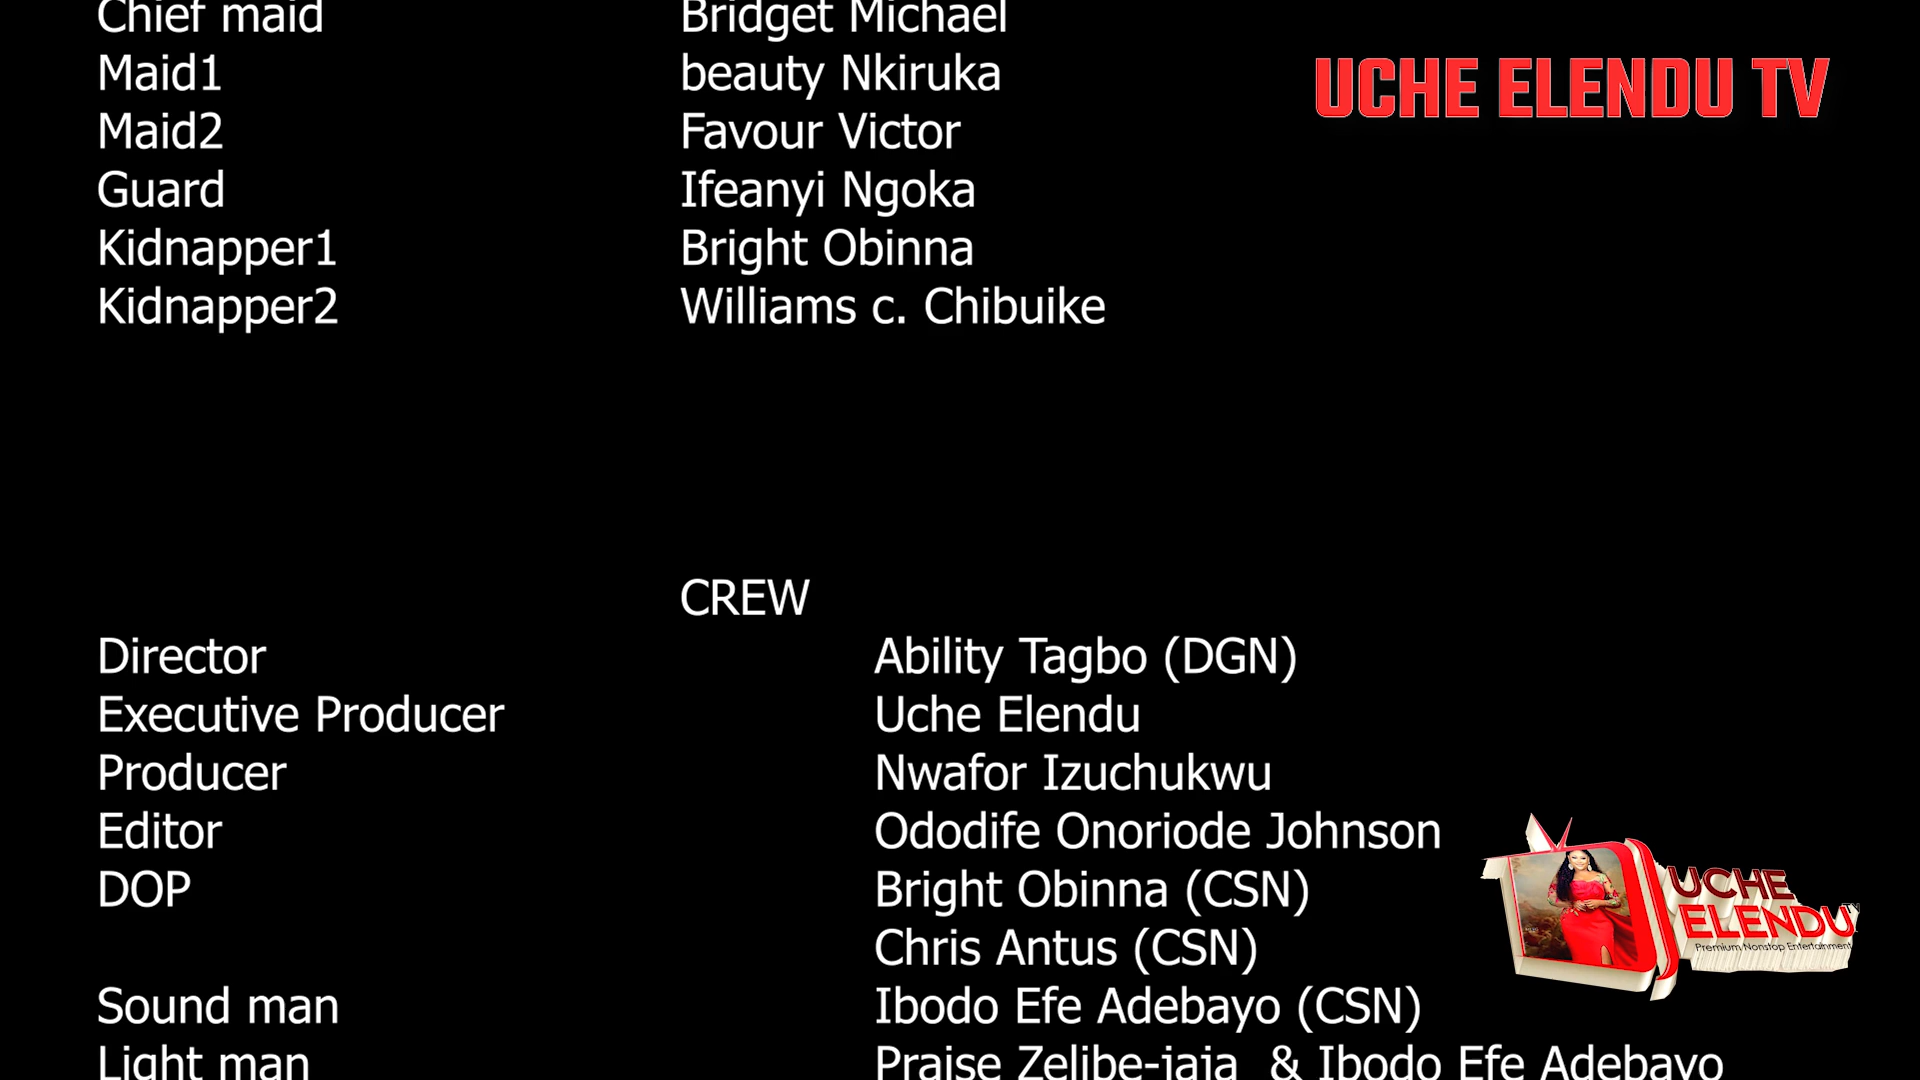 Chief maid Bridget Michael
UCHE ELENDU TV
Maid1 beauty Nkiruka
Maid2 Favour Victor
Guard Ifeanyi Ngoka
Kidnapper1 Bright Obinna
Kidnapper2 Williams c. Chibuike
CREW
Director Ability Tagbo (DGN)
Executive Producer Uche Elendu
Producer Nwafor Izuchukwu
Editor Ododife Onoriode Johnson
DOP Bright Obinna (CSN)
Chris Antus (CSN)
UCHE
ELENDU TV
Premium Nonstop Entertainment
Sound man Ibodo Efe Adebayo (CSN)
Light man Praise Zelibe-jaja & Ibodo Efe Adebayo